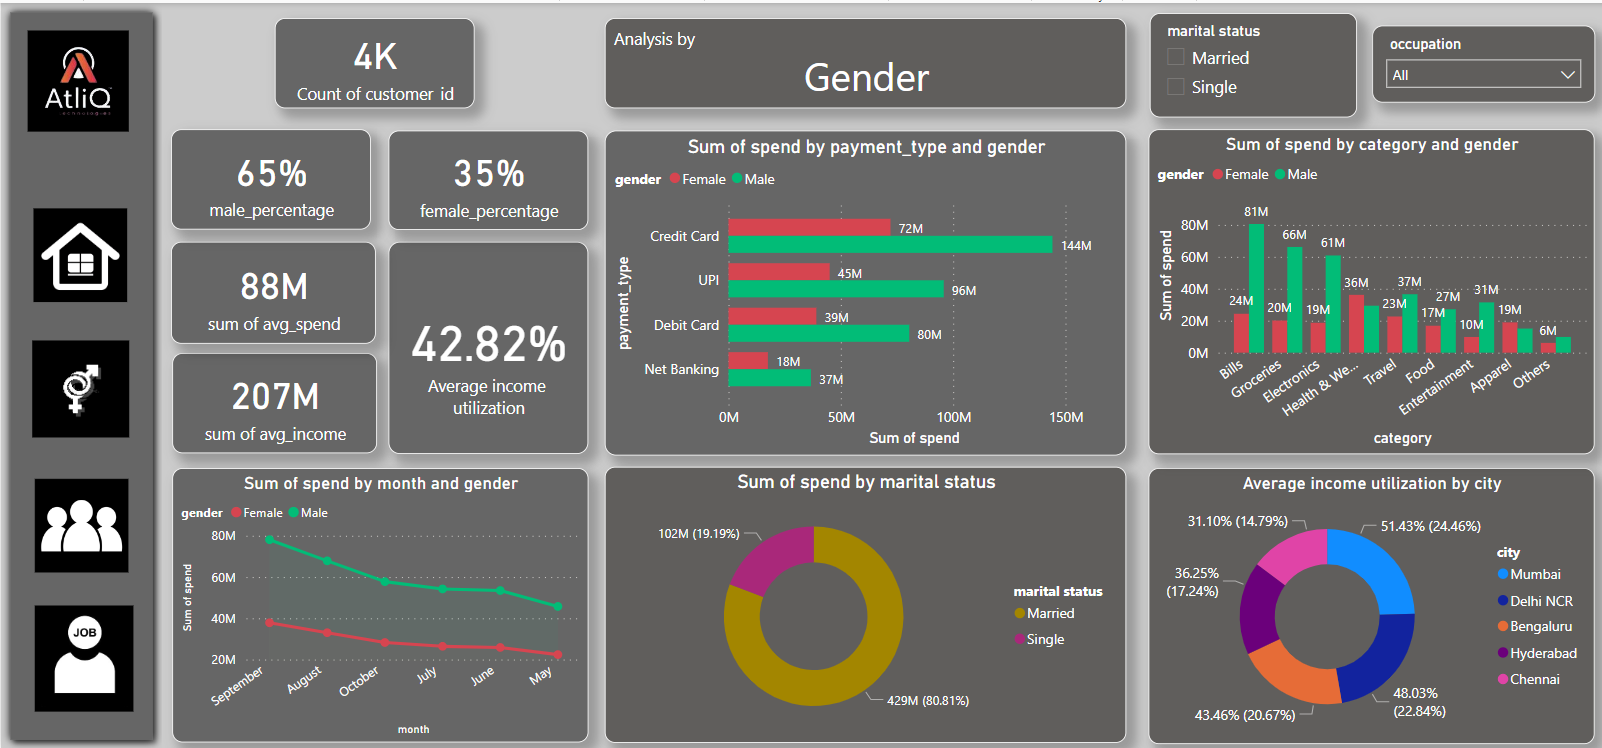 AtliQ
JOB
4K
Count of customer_id
Analysis by
Gender
marital status
Married
Single
occupation
All
65%
male_percentage
35%
female_percentage
88M
sum of avg_spend
207M
sum of avg_income
42.82%
Average income
utilization
Sum of spend by payment_type and gender
gender Female Male
payment_type
Credit Card 72M 144M
UPI 45M 96M
Debit Card 39M 80M
Net Banking 18M 37M
0M 50M 100M 150M
Sum of spend
Sum of spend by category and gender
gender Female Male
Sum of spend
80M
60M
40M
20M
0M
24M 81M 20M 66M 19M 61M 36M 23M 37M 17M 27M 10M 31M 19M 6M
Bills Groceries Electronics Health & We... Travel Food Entertainment Apparel Others
category
Sum of spend by month and gender
gender Female Male
Sum of spend
80M
60M
40M
20M
September August October July June May
month
Sum of spend by marital status
102M (19.19%)
429M (80.81%)
marital status
Married
Single
Average income utilization by city
31.10% (14.79%)
51.43% (24.46%)
36.25%
(17.24%)
48.03%
(22.84%)
43.46% (20.67%)
city
Mumbai
Delhi NCR
Bengaluru
Hyderabad
Chennai